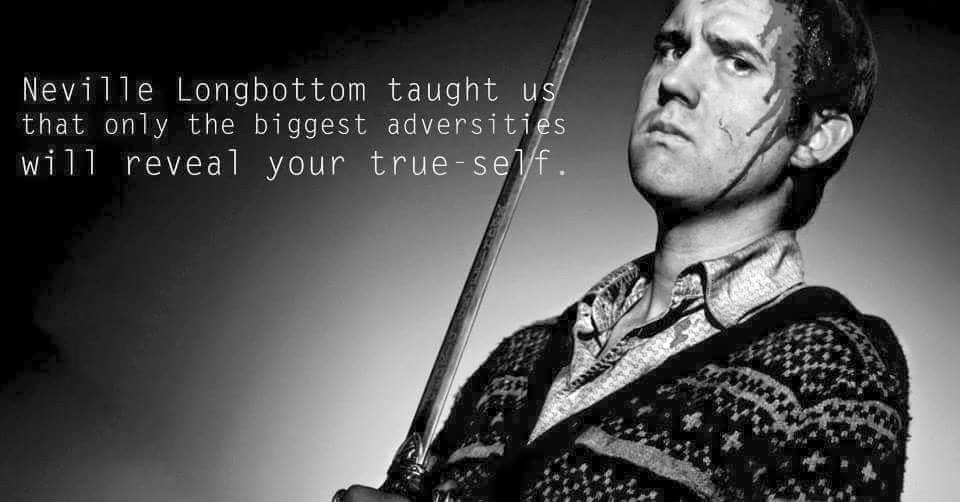 Neville Longbottom taught us
that only the biggest adversities
will reveal your true-self.